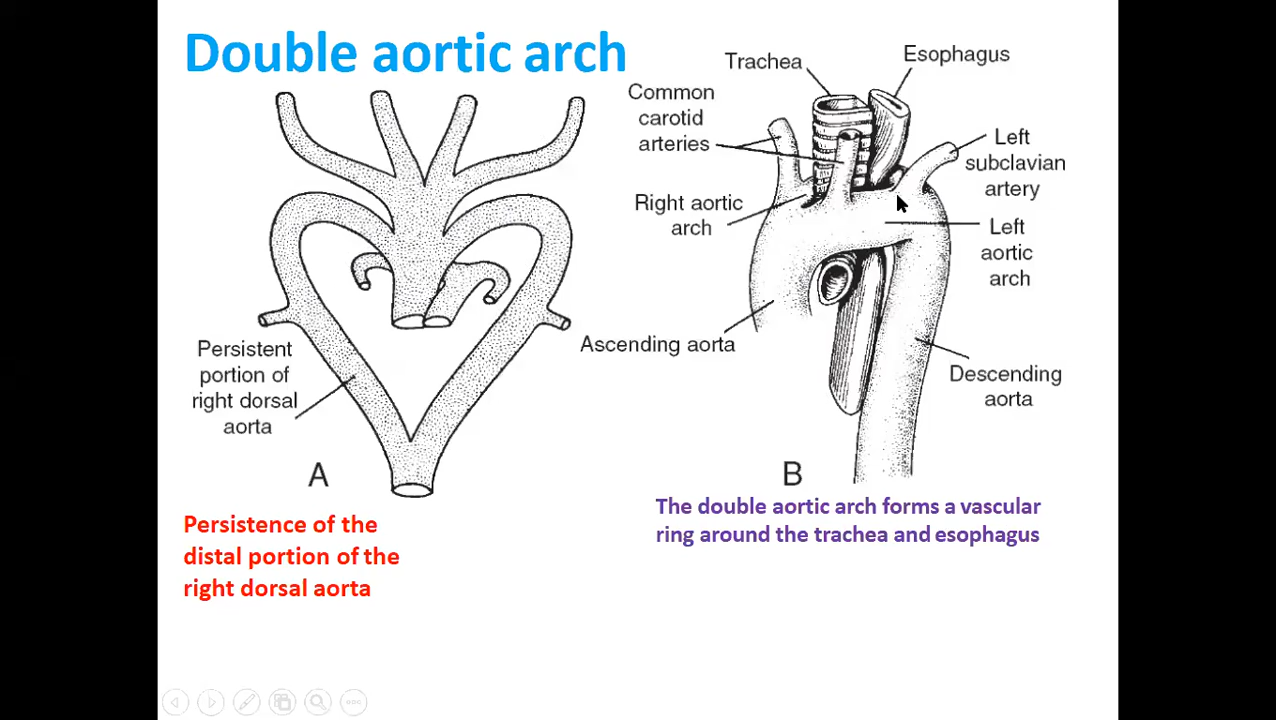 Double aortic arch
Persistent
portion of
right dorsal
aorta
A
Persistence of the
distal portion of the
right dorsal aorta
Trachea
Esophagus
Common
carotid
arteries
Left
subclavian
artery
Right aortic
arch
Left
aortic
arch
Ascending aorta
Descending
aorta
B
The double aortic arch forms a vascular
ring around the trachea and esophagus